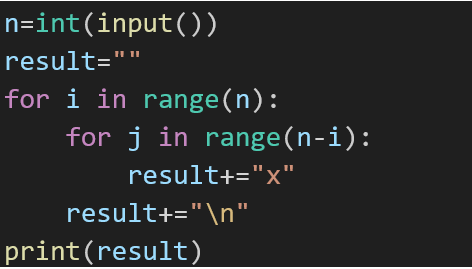 n=int(input())
result=""
for i in range(n):
    for j in range(n-i):
        result+="x"
    result+="\n"
print(result)